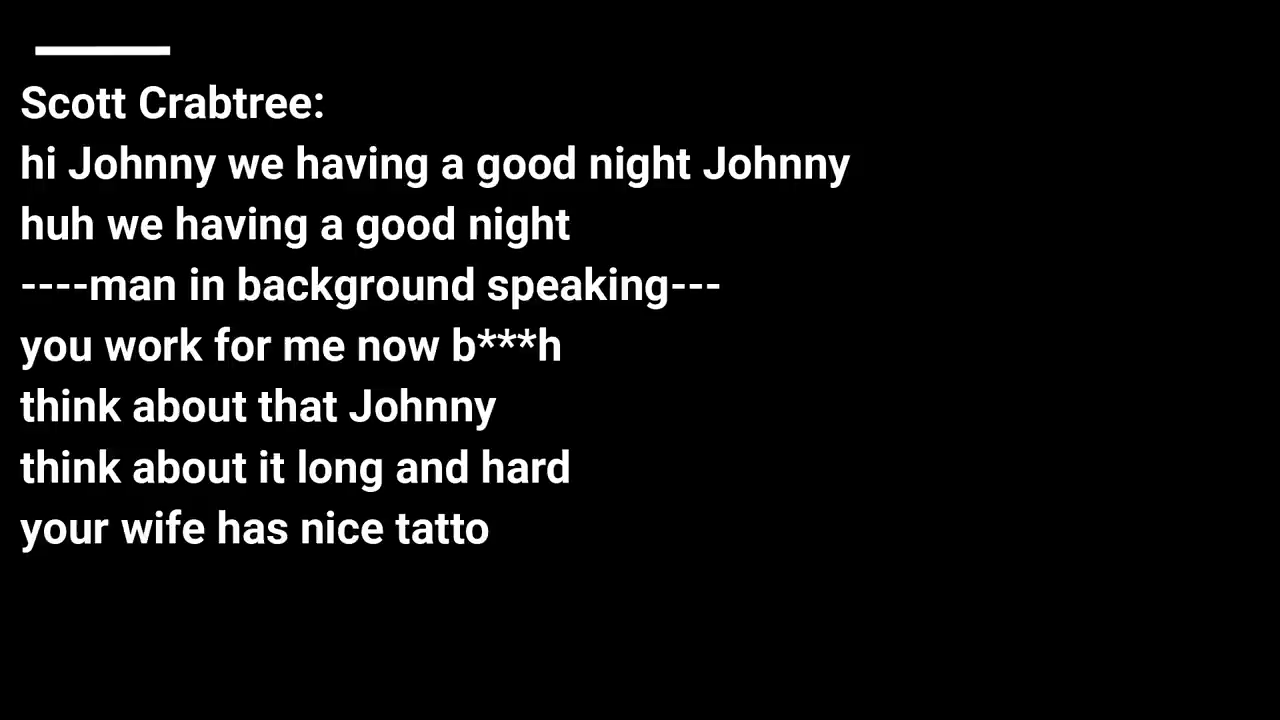 Scott Crabtree:
hi Johnny we having a good night Johnny
huh we having a good night
----man in background speaking---
you work for me now b***h
think about that Johnny
think about it long and hard
your wife has nice tatto